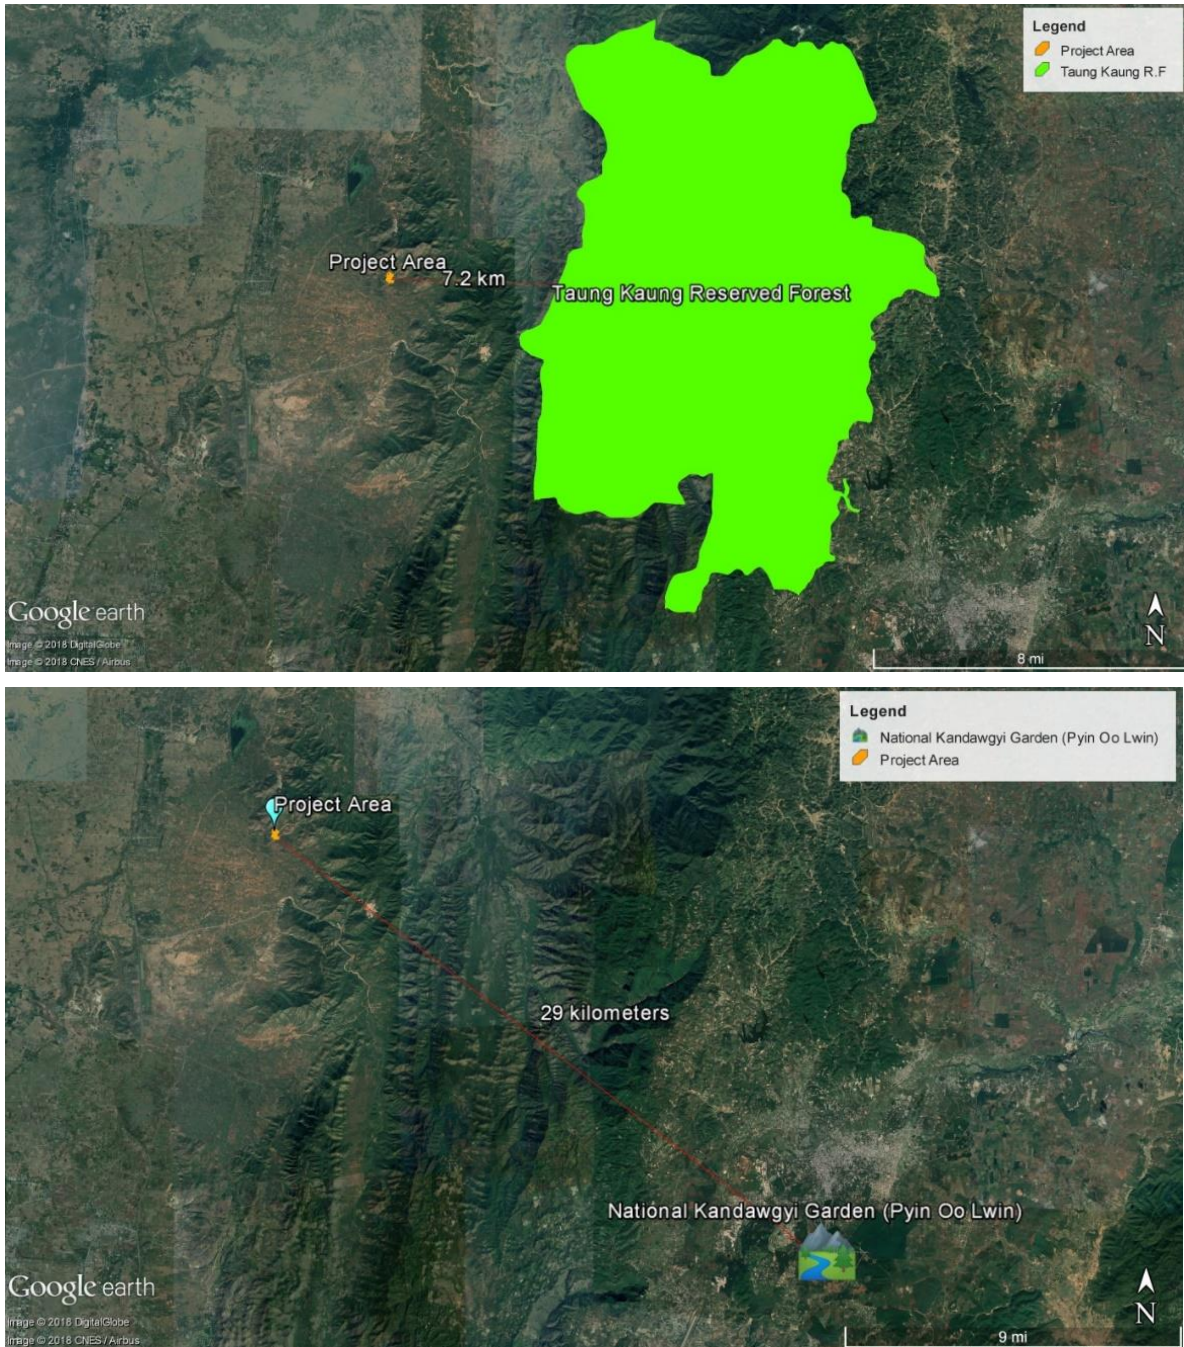 Legend
Project Area
Taung Kaung R.F
Project Area
7.2 km
Taung Kaung Reserved Forest
Google earth
Image © 2018 DigitalGlobe
Image © 2018 CNES / Airbus
N
8 mi
Legend
National Kandawgyi Garden (Pyin Oo Lwin)
Project Area
Project Area
29 kilometers
National Kandawgyi Garden (Pyin Oo Lwin)
Google earth
Image © 2018 DigitalGlobe
Image © 2018 CNES / Airbus
N
9 mi